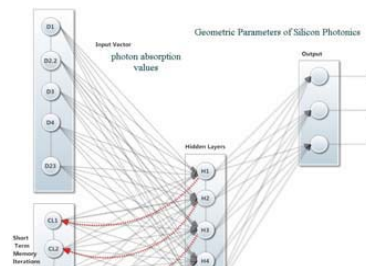 D1
Input Vector
Geometric Parameters of Silicon Photonics
photon absorption
values
D2.2
Output
D3
D4
Hidden Layers
D23
H1
H2
CL1
H3
Short
Term
Memory
Iterations
CL2
H4